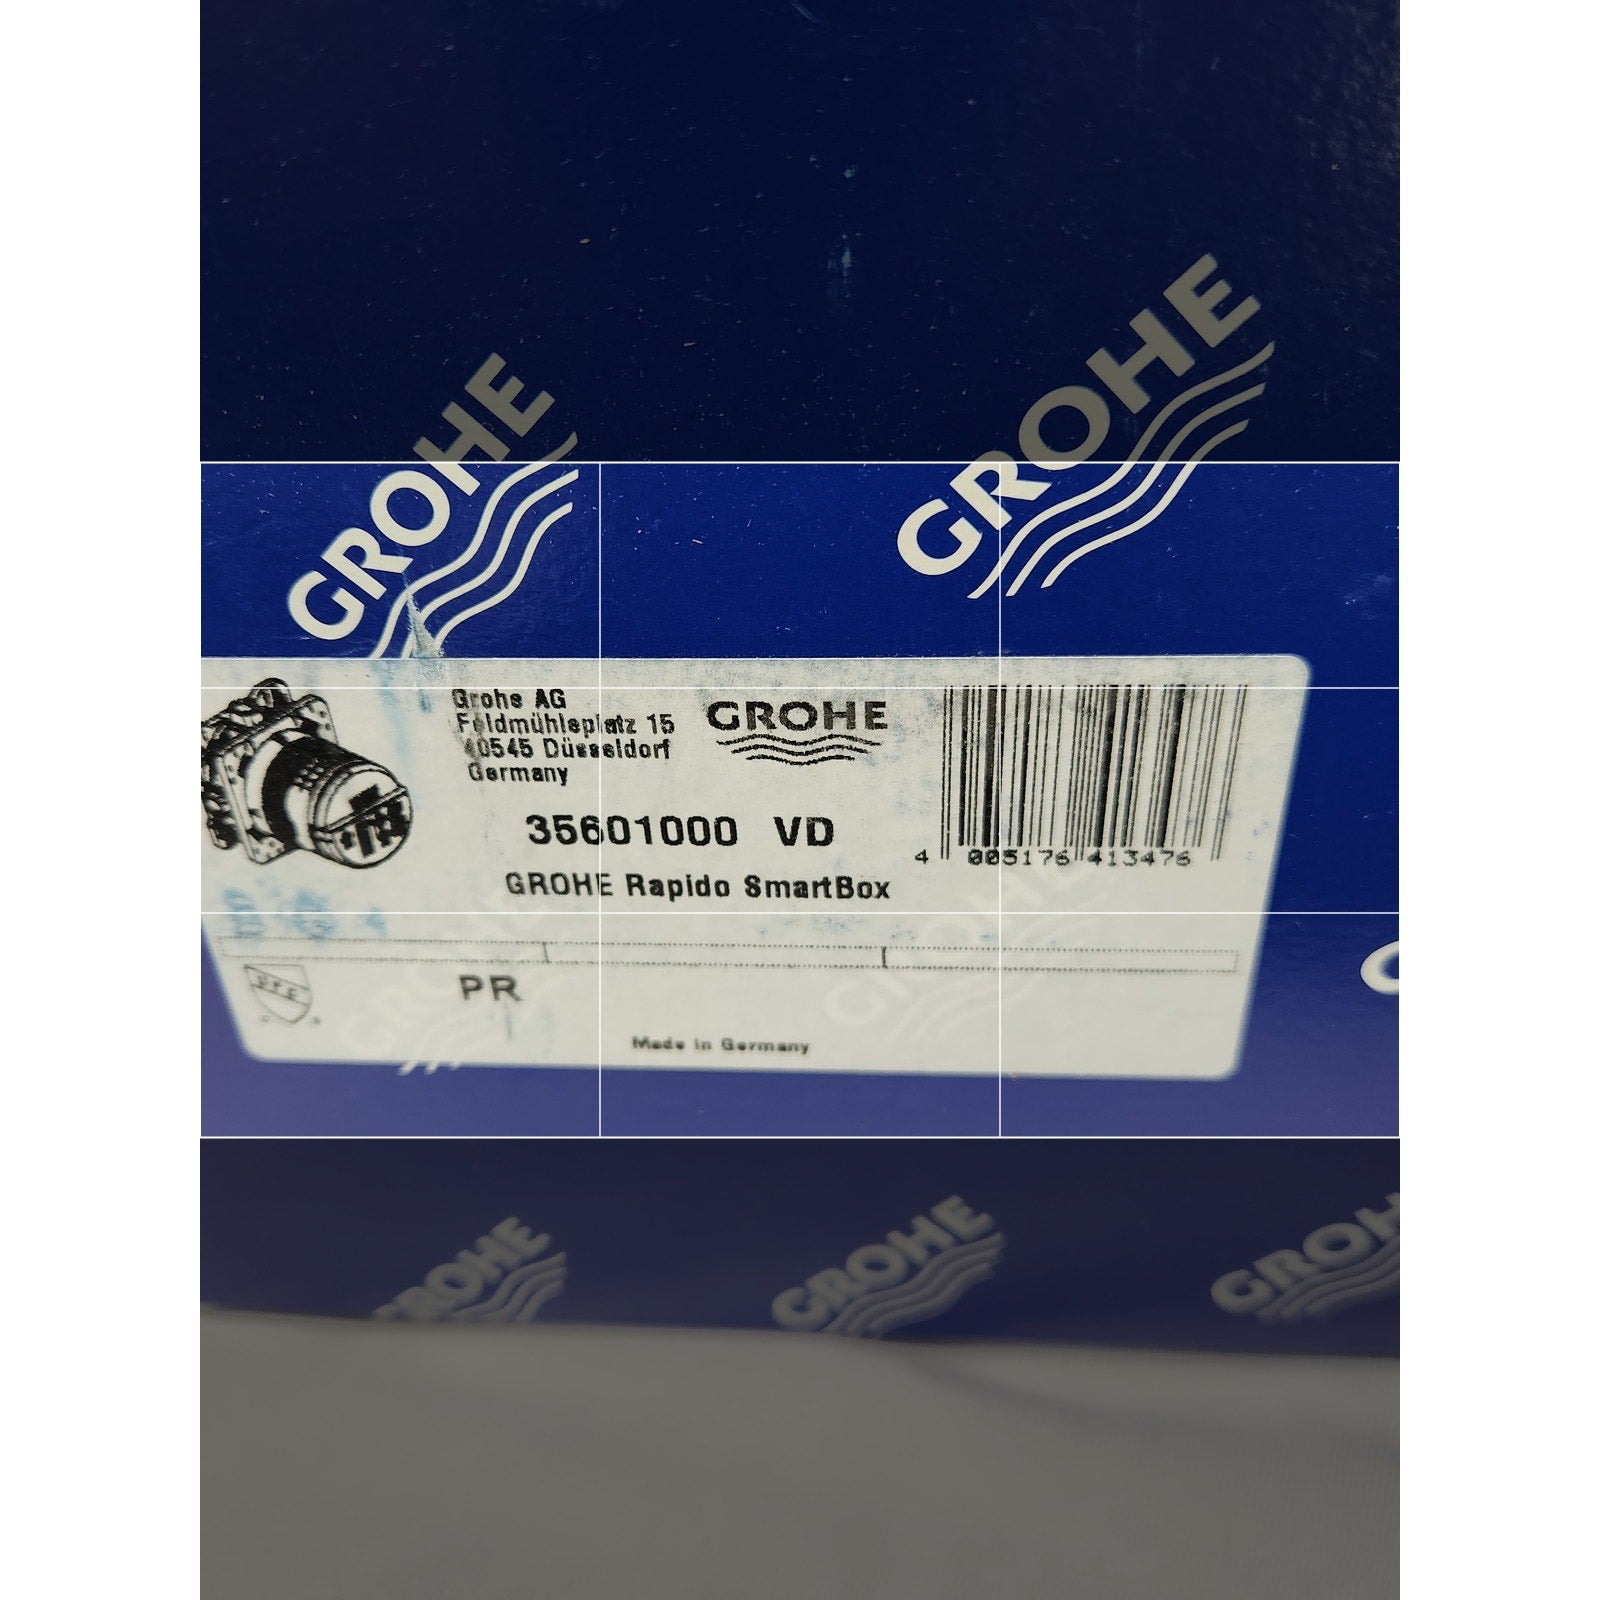 GROHE
GROHE
Grohe AG
Feldmühleplatz 15
40545 Düsseldorf
Germany
GROHE
35601000 VD
GROHE Rapido SmartBox
4 005176 413476
PR
Made in Germany
GROHE
GROHE
GROHE